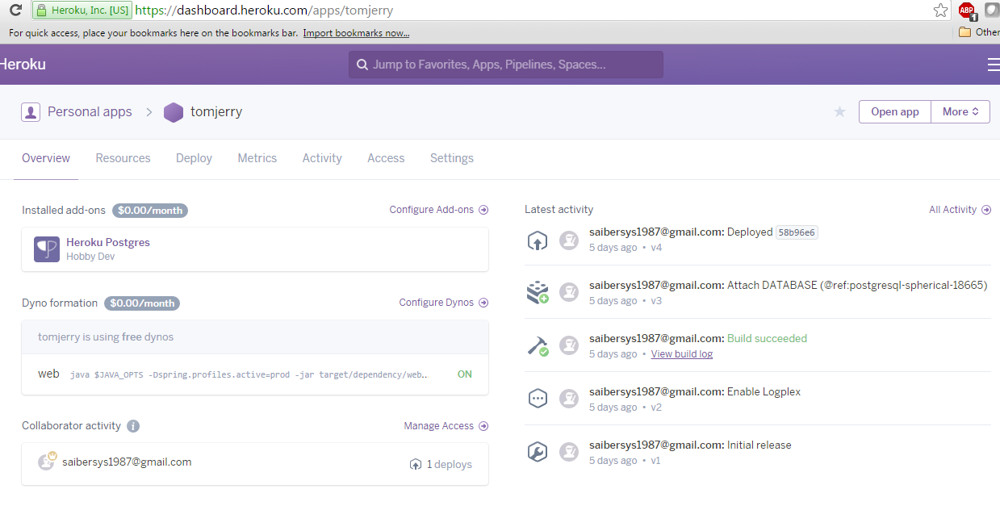 Heroku, Inc. [US] https://dashboard.heroku.com/apps/tomjerry
ABP 1
For quick access, place your bookmarks here on the bookmarks bar. Import bookmarks now...
Other
Heroku
Jump to Favorites, Apps, Pipelines, Spaces...
Personal apps > tomjerry
Open app More
Overview Resources Deploy Metrics Activity Access Settings
Installed add-ons $0.00/month Configure Add-ons
Heroku Postgres
Hobby Dev
Dyno formation $0.00/month Configure Dynos
tomjerry is using free dynos
web java $JAVA_OPTS -Dspring.profiles.active=prod -jar target/dependency/web… ON
Collaborator activity i Manage Access
saibersys1987@gmail.com 1 deploys
Latest activity All Activity
saibersys1987@gmail.com: Deployed 58b96e6
5 days ago • v4
saibersys1987@gmail.com: Attach DATABASE (@ref:postgresql-spherical-18665)
5 days ago • v3
saibersys1987@gmail.com: Build succeeded
5 days ago • View build log
saibersys1987@gmail.com: Enable Logplex
5 days ago • v2
saibersys1987@gmail.com: Initial release
5 days ago • v1